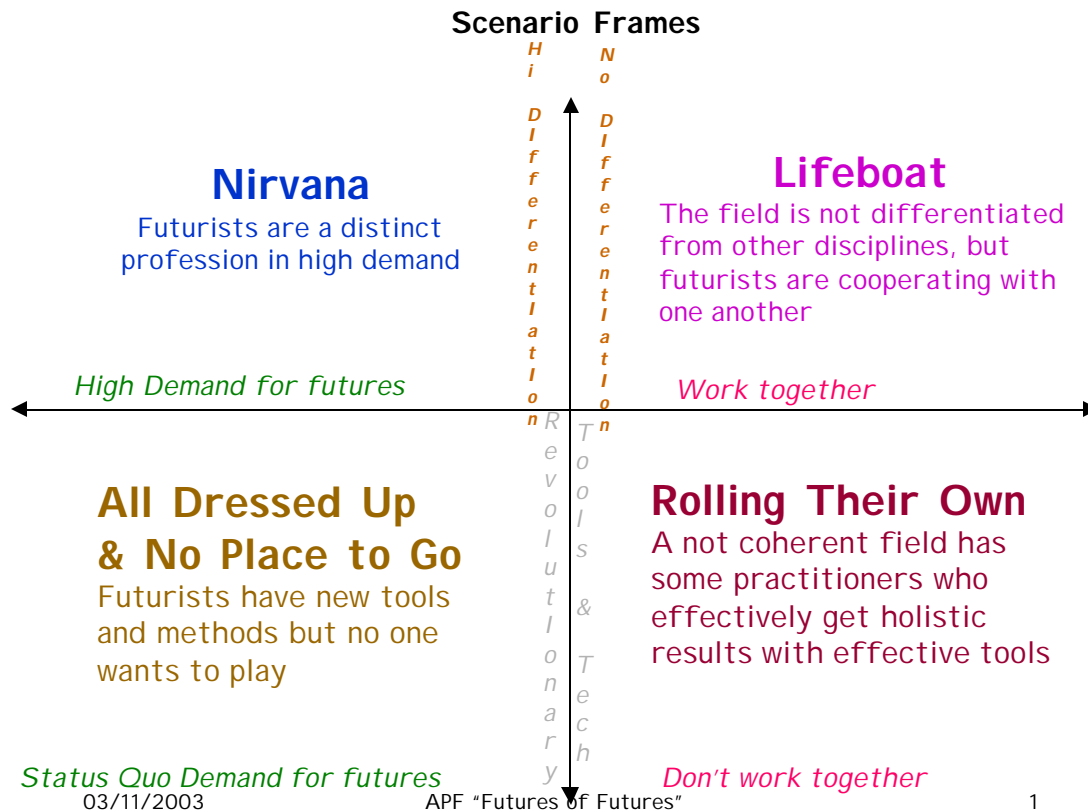 Scenario Frames
Hi DIfferentIatIon
No DIfferentIatIon
Nirvana
Futurists are a distinct
profession in high demand
Lifeboat
The field is not differentiated
from other disciplines, but
futurists are cooperating with
one another
High Demand for futures
Work together
RevolutIonary
Tools & Tech
All Dressed Up
& No Place to Go
Futurists have new tools
and methods but no one
wants to play
Rolling Their Own
A not coherent field has
some practitioners who
effectively get holistic
results with effective tools
Status Quo Demand for futures
Don't work together
03/11/2003
APF “Futures of Futures”
1